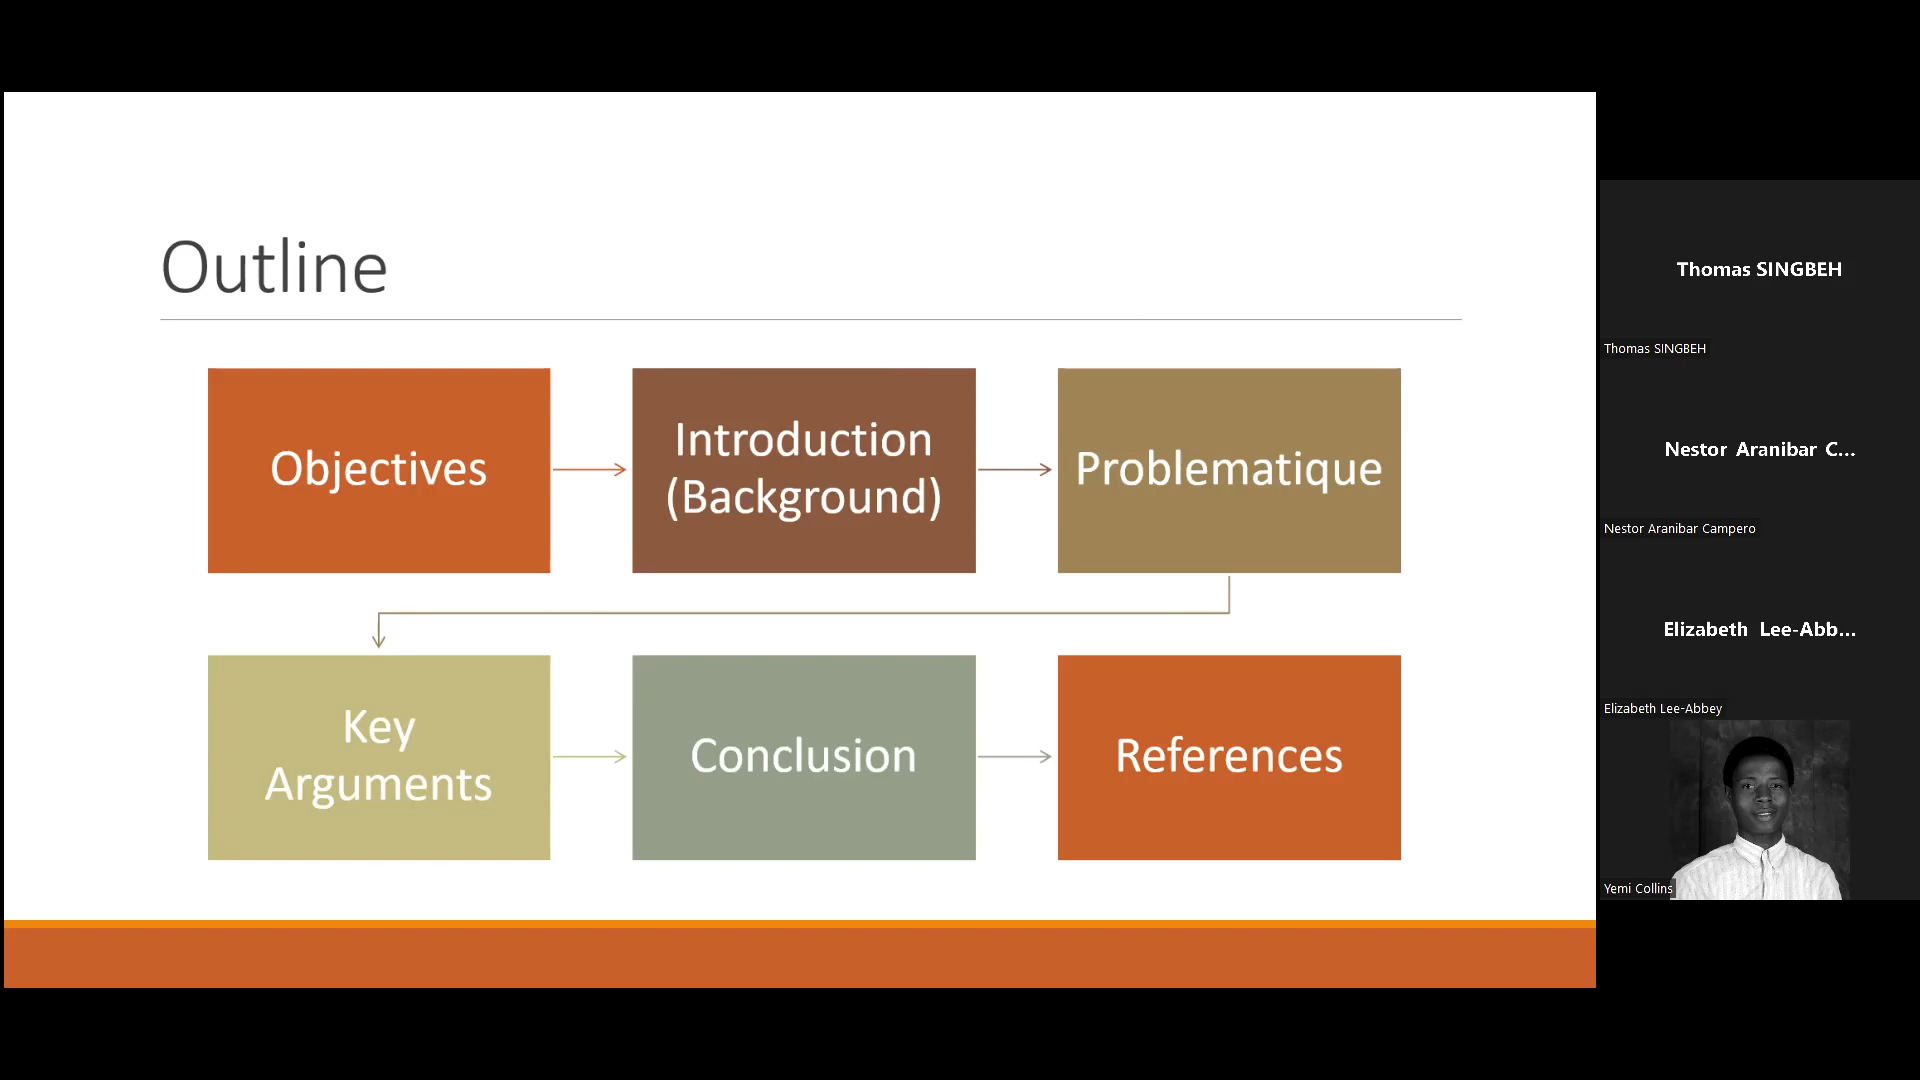 Outline
Objectives
Introduction
(Background)
Problematique
Key
Arguments
Conclusion
References
Thomas SINGBEH
Thomas SINGBEH
Nestor Aranibar C...
Nestor Aranibar Campero
Elizabeth Lee-Abb...
Elizabeth Lee-Abbey
Yemi Collins